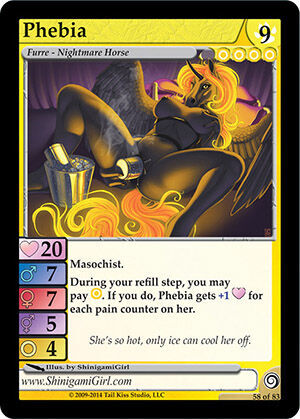 Phebia
9
Furre - Nightmare Horse
20
7
7
5
4
Masochist.
During your refill step, you may
pay . If you do, Phebia gets +1 for
each pain counter on her.
She's so hot, only ice can cool her off.
Illus. by ShinigamiGirl
www.ShinigamiGirl.com
© 2009-2014 Tail Kiss Studio, LLC
58 of 83